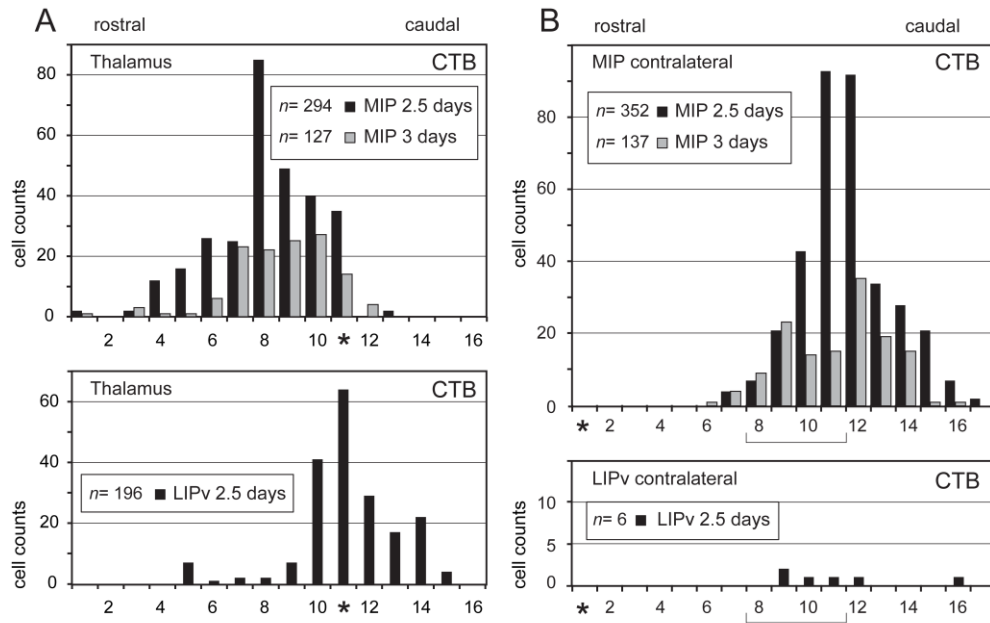 A
rostral caudal
Thalamus CTB
n= 294 MIP 2.5 days
n= 127 MIP 3 days
cell counts
80
60
40
20
0
2 4 6 8 10 * 12 14 16
Thalamus CTB
n= 196 LIPv 2.5 days
cell counts
60
40
20
0
2 4 6 8 10 * 12 14 16
B
rostral caudal
MIP contralateral CTB
n= 352 MIP 2.5 days
n= 137 MIP 3 days
cell counts
100
80
60
40
20
0
* 2 4 6 8 10 12 14 16
LIPv contralateral CTB
n= 6 LIPv 2.5 days
cell counts
10
5
0
* 2 4 6 8 10 12 14 16